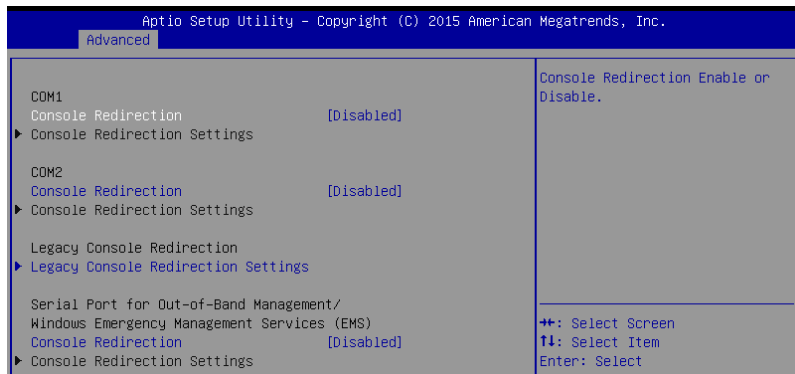 Aptio Setup Utility – Copyright (C) 2015 American Megatrends, Inc.
Advanced
COM1
Console Redirection [Disabled]
▶ Console Redirection Settings
COM2
Console Redirection [Disabled]
▶ Console Redirection Settings
Legacy Console Redirection
▶ Legacy Console Redirection Settings
Serial Port for Out-of-Band Management/
Windows Emergency Management Services (EMS)
Console Redirection [Disabled]
▶ Console Redirection Settings
Console Redirection Enable or
Disable.
→←: Select Screen
↑↓: Select Item
Enter: Select